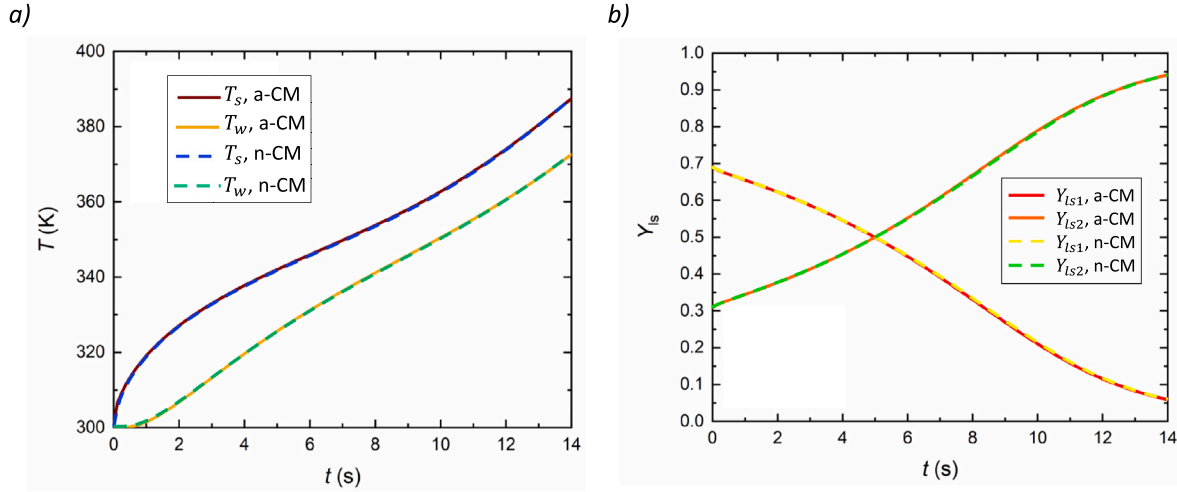 a)
400
380
360
340
320
300
T (K)
T_s, a-CM
T_w, a-CM
T_s, n-CM
T_w, n-CM
0 2 4 6 8 10 12 14
t (s)
b)
1.0
0.9
0.8
0.7
0.6
0.5
0.4
0.3
0.2
0.1
0.0
Y_ls
Y_ls1, a-CM
Y_ls2, a-CM
Y_ls1, n-CM
Y_ls2, n-CM
0 2 4 6 8 10 12 14
t (s)